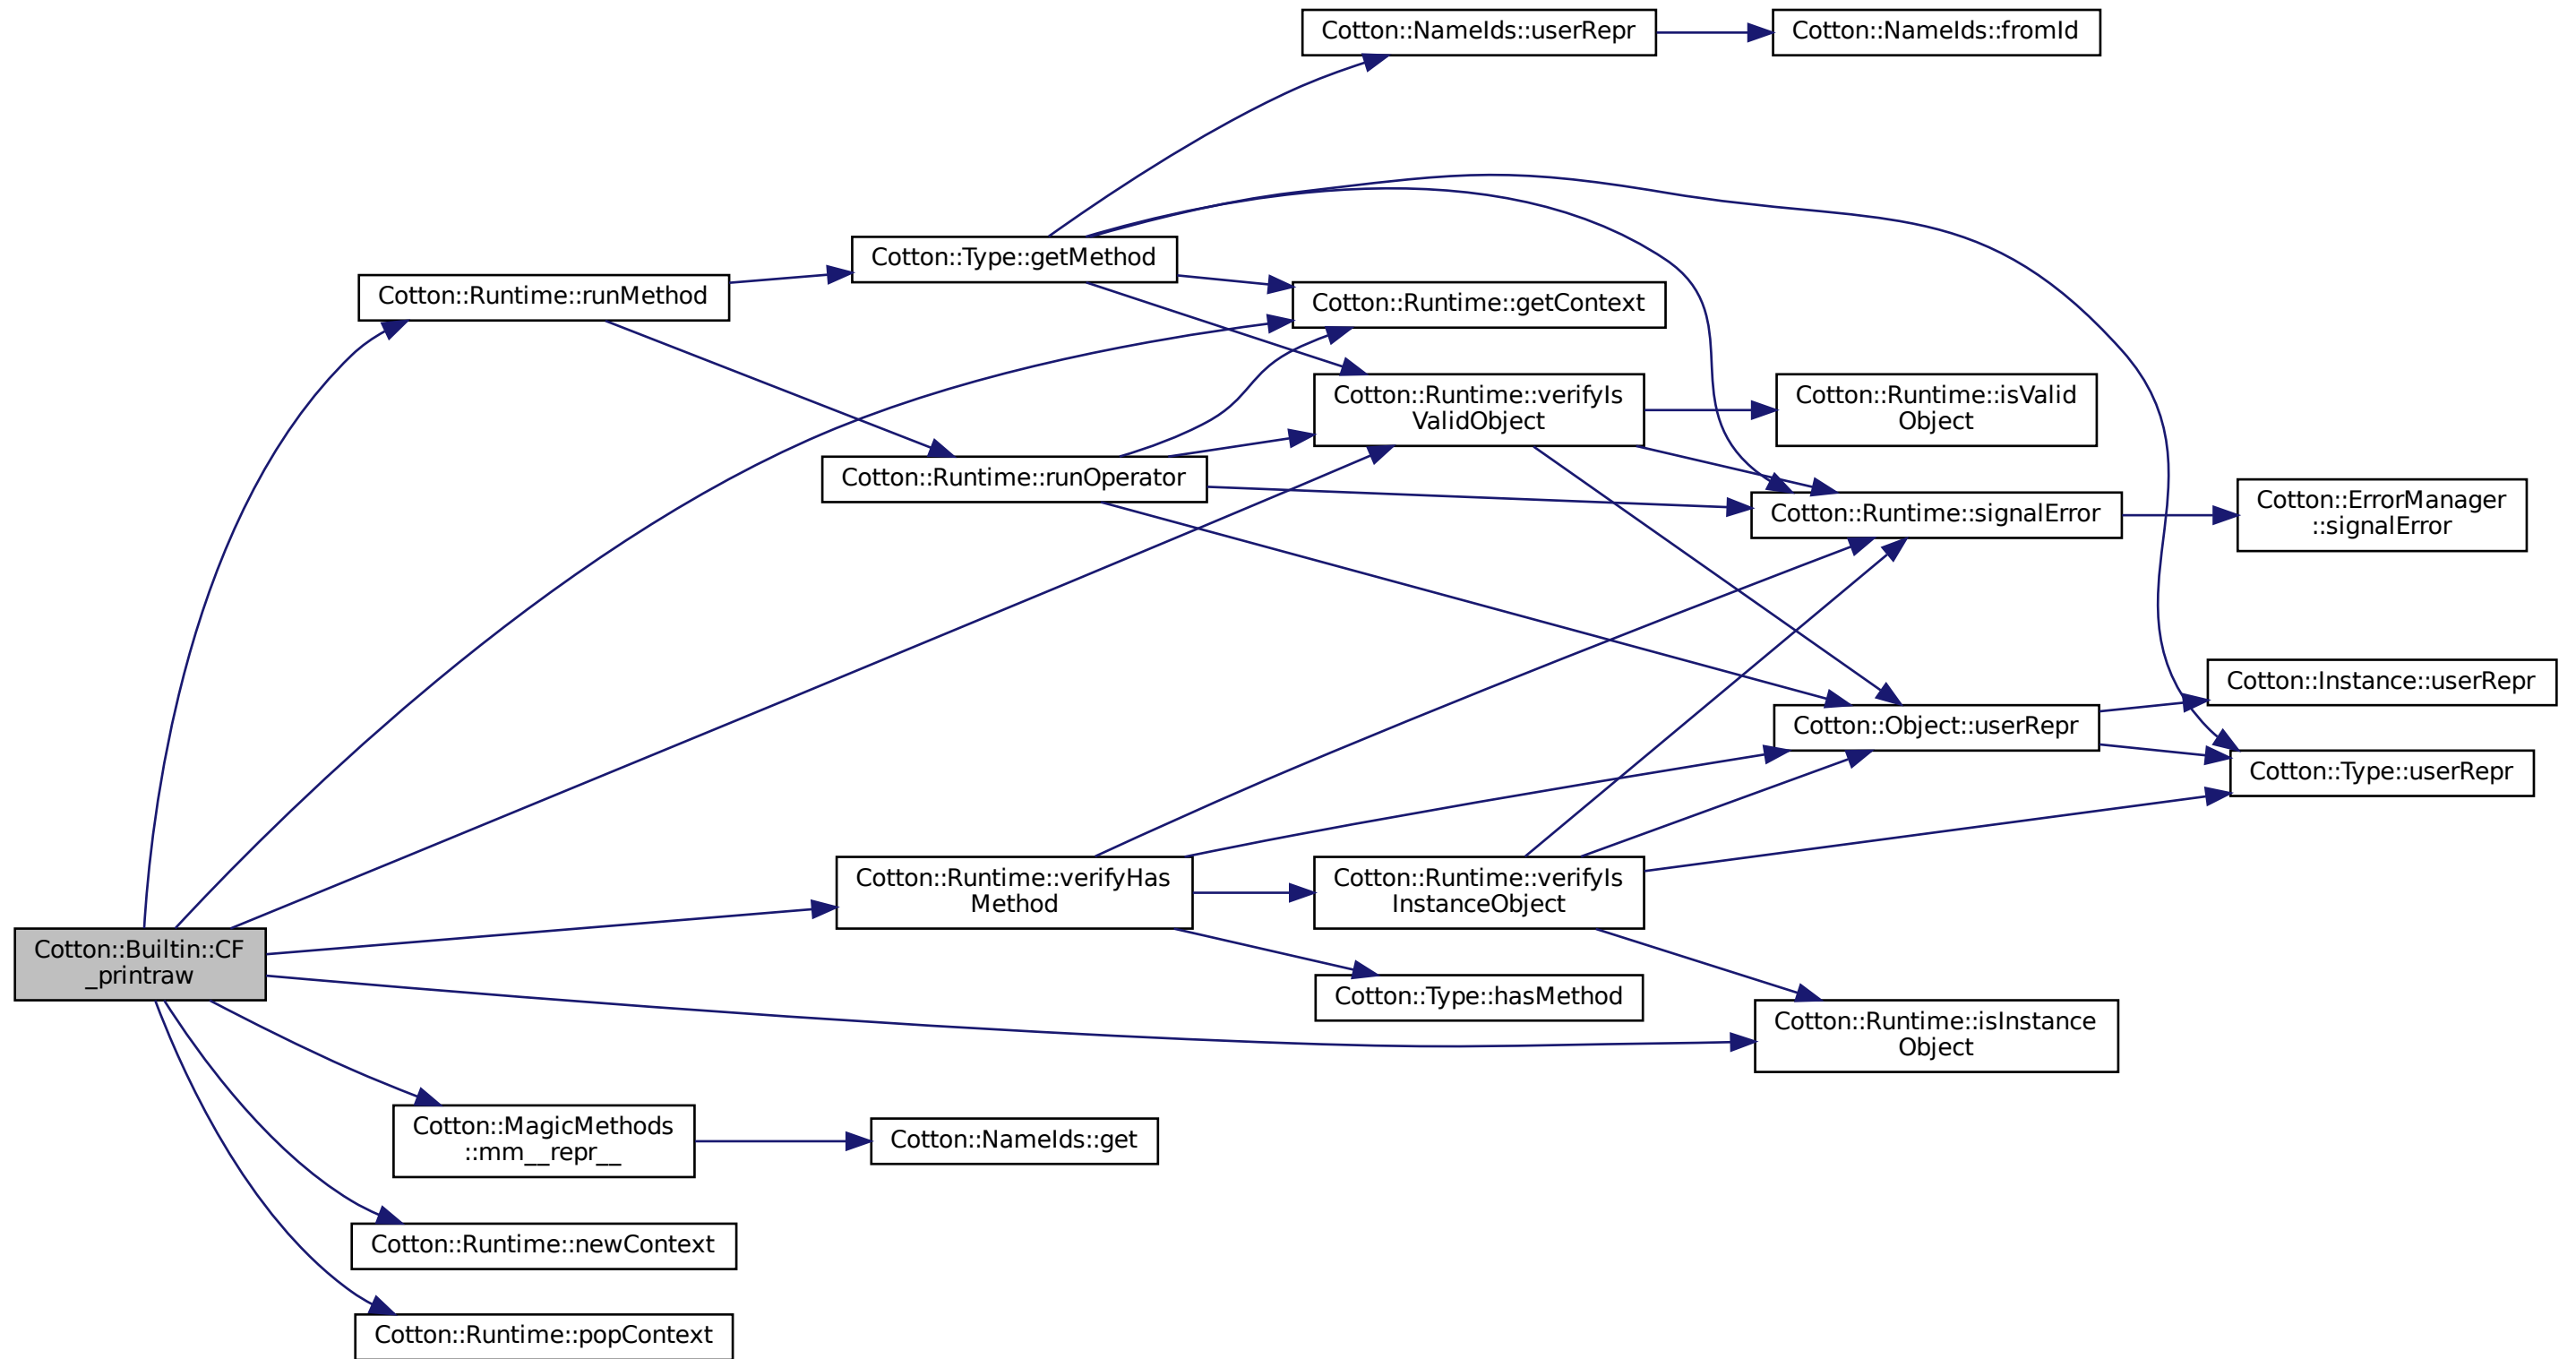 Cotton::NameIds::userRepr
Cotton::NameIds::fromId
Cotton::Type::getMethod
Cotton::Runtime::runMethod
Cotton::Runtime::getContext
Cotton::Runtime::verifyIs
ValidObject
Cotton::Runtime::isValid
Object
Cotton::Runtime::runOperator
Cotton::Runtime::signalError
Cotton::ErrorManager
::signalError
Cotton::Instance::userRepr
Cotton::Object::userRepr
Cotton::Type::userRepr
Cotton::Runtime::verifyHas
Method
Cotton::Runtime::verifyIs
InstanceObject
Cotton::Builtin::CF
_printraw
Cotton::Type::hasMethod
Cotton::Runtime::isInstance
Object
Cotton::MagicMethods
::mm__repr__
Cotton::NameIds::get
Cotton::Runtime::newContext
Cotton::Runtime::popContext